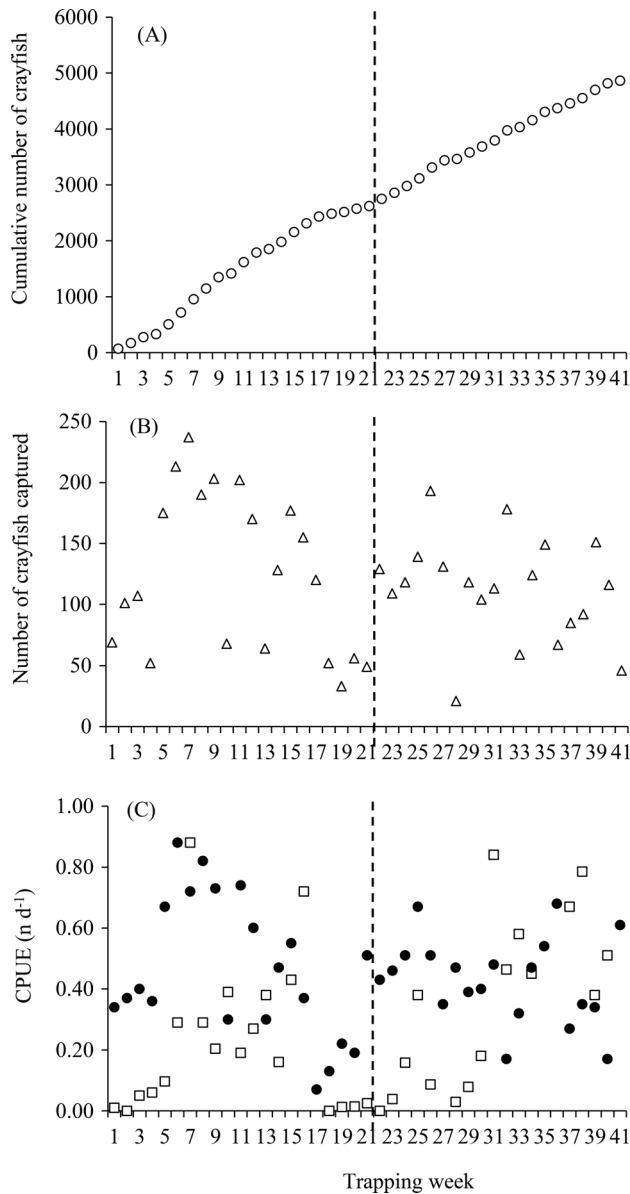 (A)
Cumulative number of crayfish
6000
5000
4000
3000
2000
1000
0
1 3 5 7 9 11 13 15 17 19 21 23 25 27 29 31 33 35 37 39 41
(B)
Number of crayfish captured
250
200
150
100
50
0
1 3 5 7 9 11 13 15 17 19 21 23 25 27 29 31 33 35 37 39 41
(C)
CPUE (n d-1)
1.00
0.80
0.60
0.40
0.20
0.00
1 3 5 7 9 11 13 15 17 19 21 23 25 27 29 31 33 35 37 39 41
Trapping week